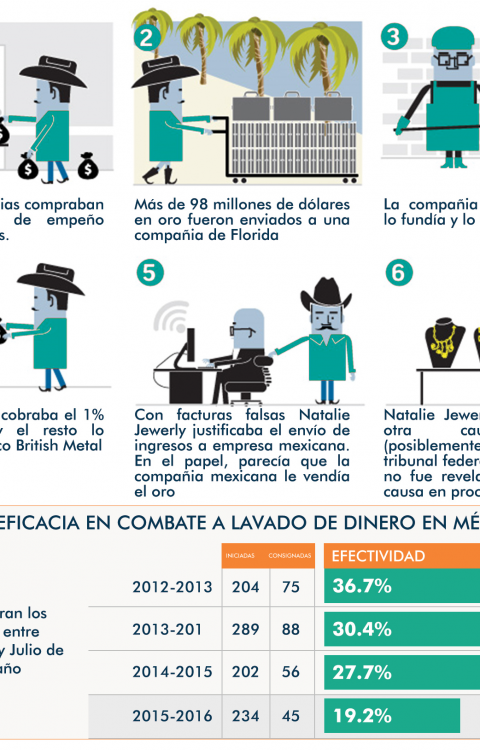 2
3
ias compraban
de empeño
s.
Más de 98 millones de dólares
en oro fueron enviados a una
compañia de Florida
La compañia
lo fundía y lo
5
6
cobraba el 1%
y el resto lo
co British Metal
Con facturas falsas Natalie
Jewerly justificaba el envío de
ingresos a empresa mexicana.
En el papel, parecía que la
compañia mexicana le vendía
el oro
Natalie Jewer
otra cau
(posiblemente
tribunal federa
no fue revela
causa en proc
EFICACIA EN COMBATE A LAVADO DE DINERO EN MÉ
INICIADAS CONSIGNADAS EFECTIVIDAD
2012-2013 204 75 36.7%
2013-201 289 88 30.4%
2014-2015 202 56 27.7%
2015-2016 234 45 19.2%
ran los
entre
y Julio de
año